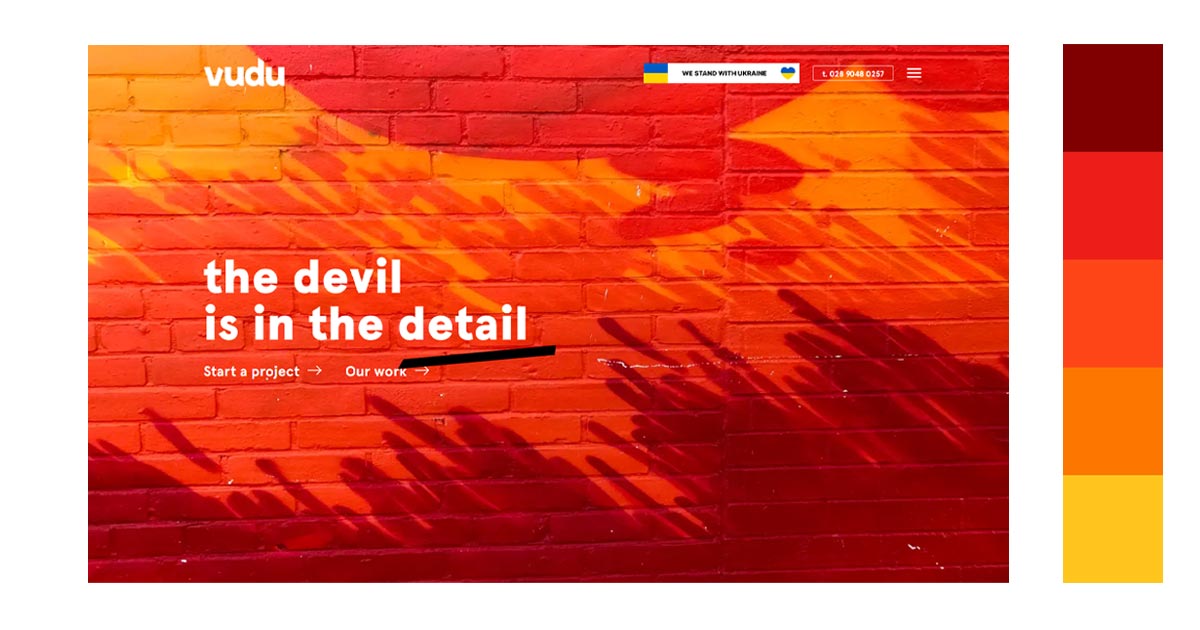 vudu
WE STAND WITH UKRAINE
t. 028 9048 0257
the devil
is in the detail
Start a project → Our work →